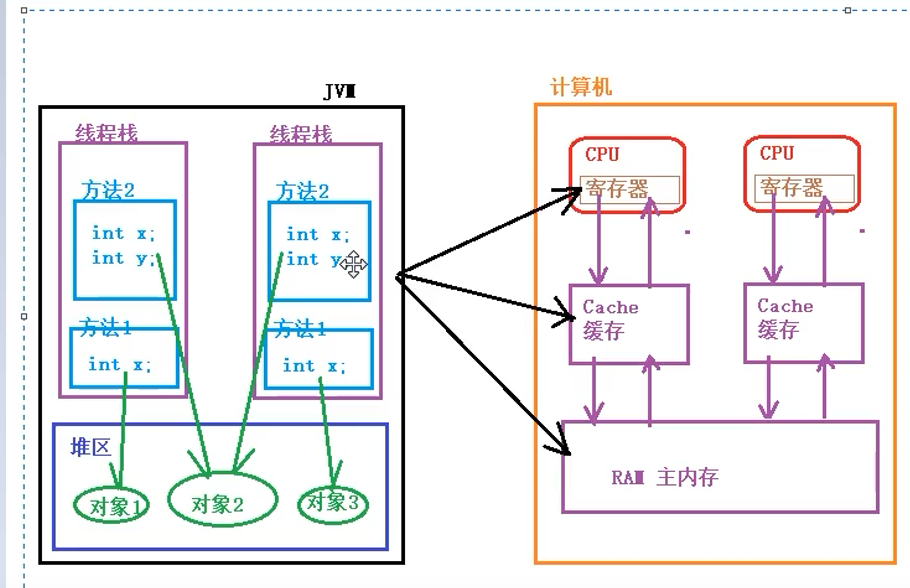 JVM
线程栈
方法2
int x;
int y;
方法1
int x;
线程栈
方法2
int x;
int y
方法1
int x;
堆区
对象1
对象2
对象3
计算机
CPU
寄存器
Cache
缓存
CPU
寄存器
Cache
缓存
RAM 主内存